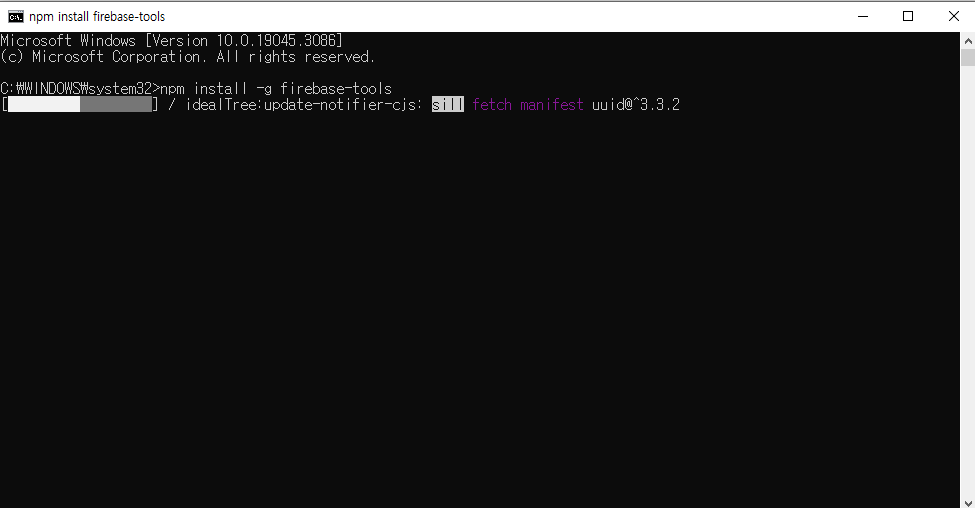 npm install firebase-tools
Microsoft Windows [Version 10.0.19045.3086]
(c) Microsoft Corporation. All rights reserved.
C:₩WINDOWS₩system32>npm install -g firebase-tools
[ ] / idealTree:update-notifier-cjs: sill fetch manifest uuid@^3.3.2